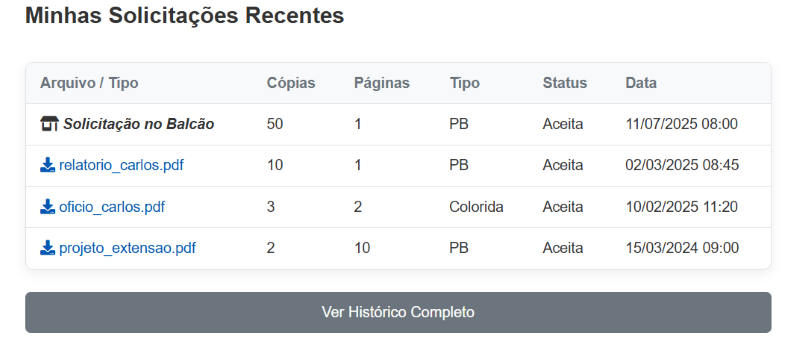 Minhas Solicitações Recentes
Arquivo / Tipo Cópias Páginas Tipo Status Data
Solicitação no Balcão 50 1 PB Aceita 11/07/2025 08:00
relatorio_carlos.pdf 10 1 PB Aceita 02/03/2025 08:45
oficio_carlos.pdf 3 2 Colorida Aceita 10/02/2025 11:20
projeto_extensao.pdf 2 10 PB Aceita 15/03/2024 09:00
Ver Histórico Completo